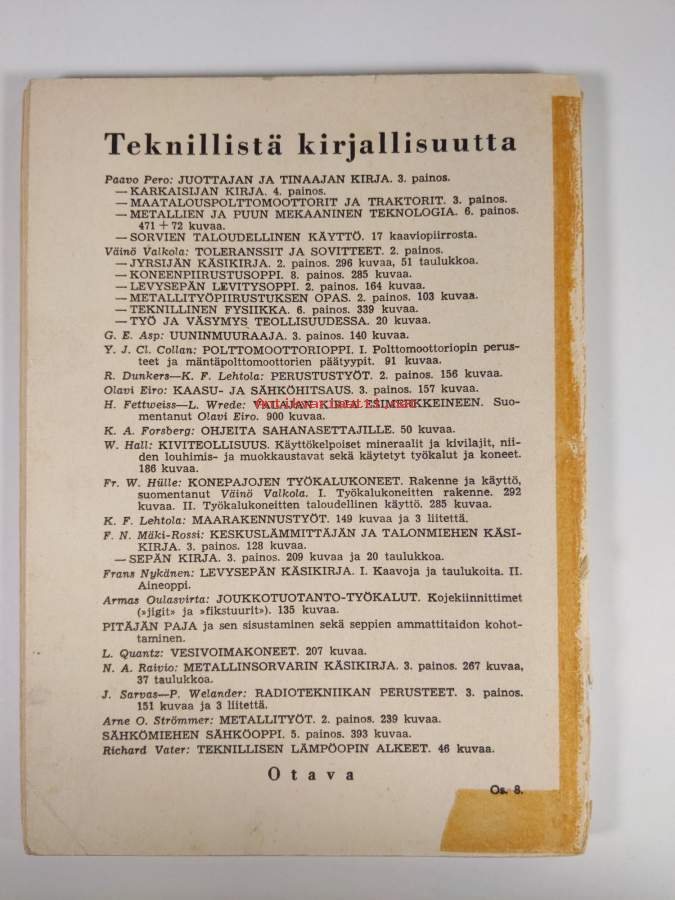 Teknillistä kirjallisuutta
Paavo Pero: JUOTTAJAN JA TINAAJAN KIRJA. 3. painos.
— KARKAISIJAN KIRJA. 4. painos.
— MAATALOUSPOLTTOMOOTTORIT JA TRAKTORIT. 3. painos.
— METALLIEN JA PUUN MEKAANINEN TEKNOLOGIA. 6. painos.
471 + 72 kuvaa.
— SORVIEN TALOUDELLINEN KÄYTTÖ. 17 kaaviopiirrosta.
Väinö Valkola: TOLERANSSIT JA SOVITTEET. 2. painos.
— JYRSIJÄN KÄSIKIRJA. 2. painos. 296 kuvaa, 51 taulukkoa.
— KONEENPIIRUSTUSOPPI. 8. painos. 285 kuvaa.
— LEVYSEPÄN LEVITYSOPPI. 2. painos. 164 kuvaa.
— METALLITYÖPIIRUSTUKSEN OPAS. 2. painos. 103 kuvaa.
— TEKNILLINEN FYSIIKKA. 6. painos. 339 kuvaa.
— TYÖ JA VÄSYMYS TEOLLISUUDESSA. 20 kuvaa.
G. E. Asp: UUNINMUURAAJA. 3. painos. 140 kuvaa.
Y. J. Cl. Collan: POLTTOMOOTTORIOPPI. I. Polttomoottoriopin perus-
teet ja mäntäpolttomoottorien päätyypit. 91 kuvaa.
R. Dunkers—K. F. Lehtola: PERUSTUSTYÖT. 2. painos. 156 kuvaa.
Olavi Eiro: KAASU- JA SÄHKÖHITSAUS. 3. painos. 157 kuvaa.
H. Fettweiss—L. Wrede: VALAJAN KIRJA ESIMERKKEINEEN. Suo-
mentanut Olavi Eiro. 900 kuvaa.
K. A. Forsberg: OHJEITA SAHANASETTAJILLE. 50 kuvaa.
W. Hall: KIVITEOLLISUUS. Käyttökelpoiset mineraalit ja kivilajit, nii-
den louhimis- ja muokkaustavat sekä käytetyt työkalut ja koneet.
186 kuvaa.
Fr. W. Hülle: KONEPAJOJEN TYÖKALUKONEET. Rakenne ja käyttö,
suomentanut Väinö Valkola. I. Työkalukoneitten rakenne. 292
kuvaa. II. Työkalukoneitten taloudellinen käyttö. 285 kuvaa.
K. F. Lehtola: MAARAKENNUSTYÖT. 149 kuvaa ja 3 liitettä.
F. N. Mäki-Rossi: KESKUSLÄMMITTÄJÄN JA TALONMIEHEN KÄSI-
KIRJA. 3. painos. 128 kuvaa.
— SEPÄN KIRJA. 3. painos. 209 kuvaa ja 20 taulukkoa.
Frans Nykänen: LEVYSEPÄN KÄSIKIRJA. I. Kaavoja ja taulukoita. II.
Aineoppi.
Armas Oulasvirta: JOUKKOTUOTANTO-TYÖKALUT. Kojekiinnittimet
(»jigit» ja »fikstuurit»). 135 kuvaa.
PITÄJÄN PAJA ja sen sisustaminen sekä seppien ammattitaidon kohot-
taminen.
L. Quantz: VESIVOIMAKONEET. 207 kuvaa.
N. A. Raivio: METALLINSORVARIN KÄSIKIRJA. 3. painos. 267 kuvaa,
37 taulukkoa.
J. Sarvas—P. Welander: RADIOTEKNIIKAN PERUSTEET. 3. painos.
151 kuvaa ja 3 liitettä.
Arne O. Strömmer: METALLITYÖT. 2. painos. 239 kuvaa.
SÄHKÖMIEHEN SÄHKÖOPPI. 5. painos. 393 kuvaa.
Richard Vater: TEKNILLISEN LÄMPÖOPIN ALKEET. 46 kuvaa.
Otava
Os. 8.